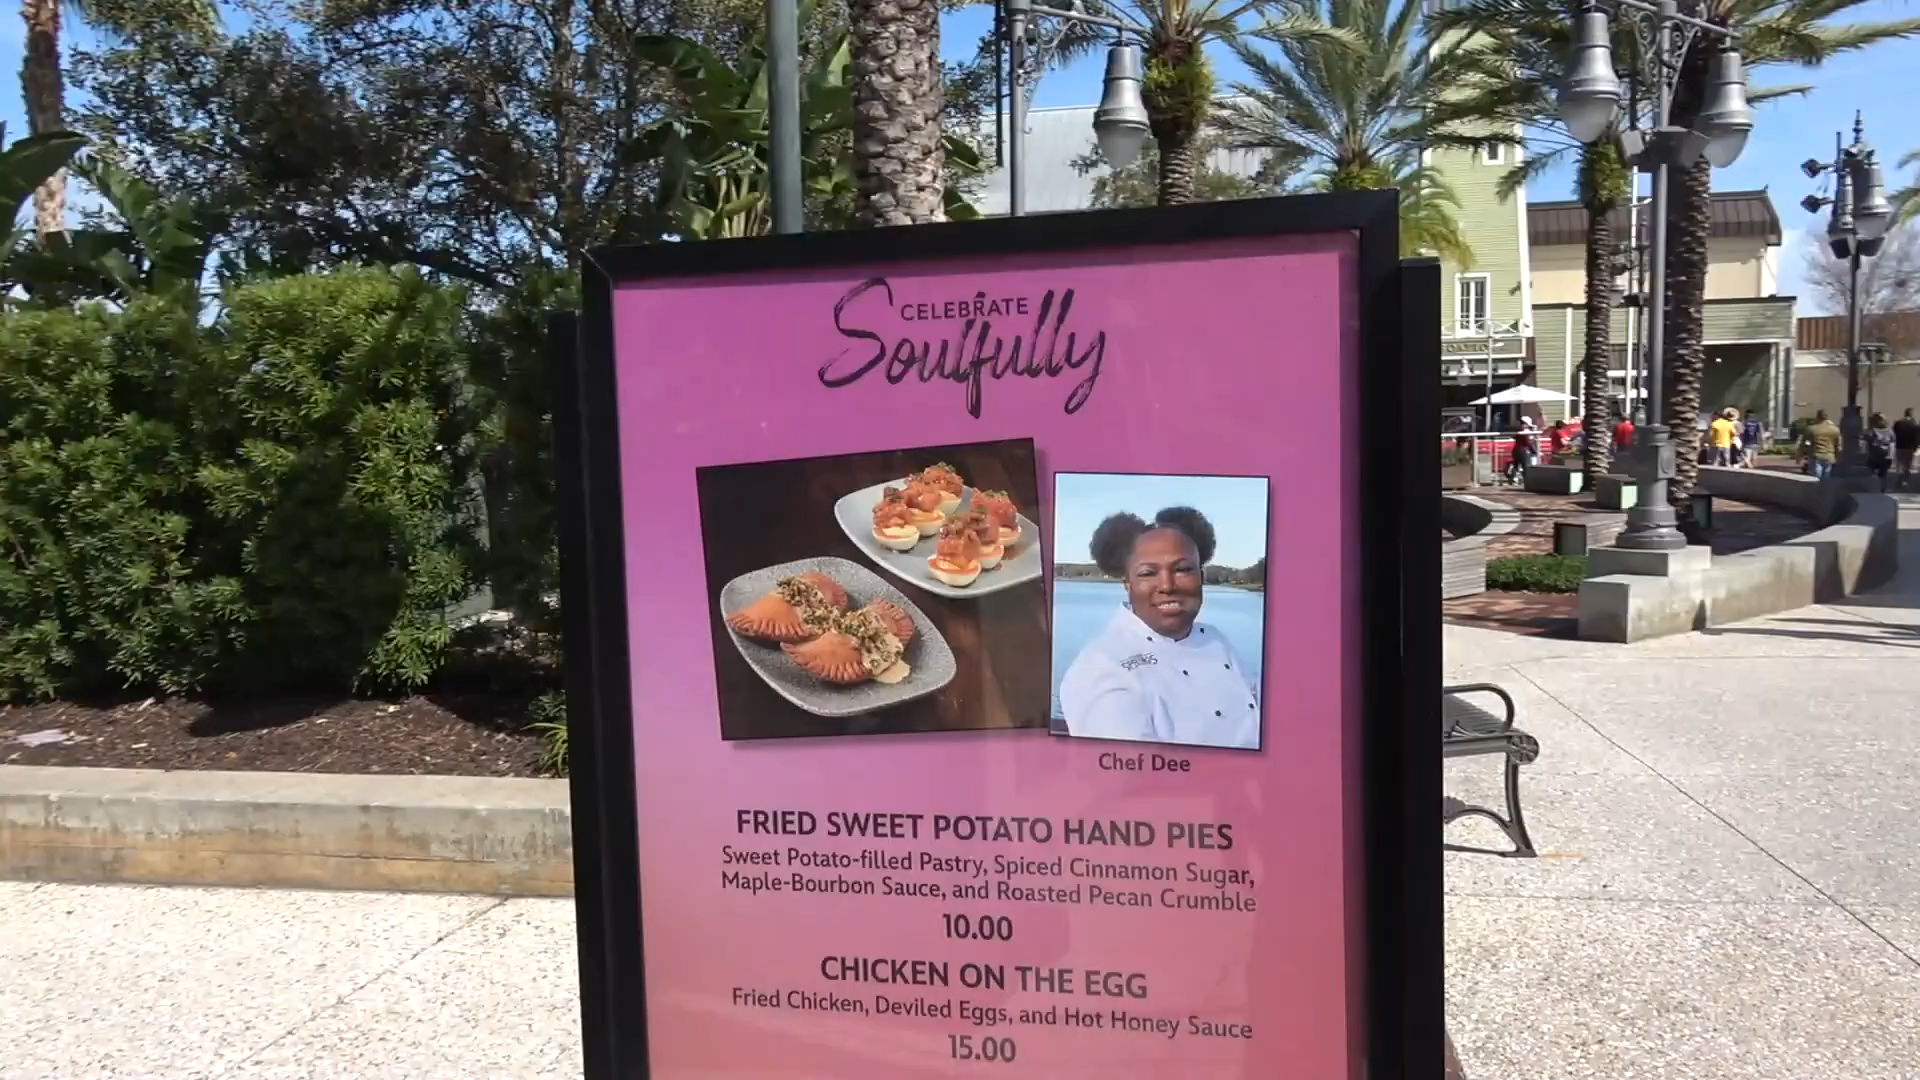 CELEBRATE
Soulfully
Chef Dee
FRIED SWEET POTATO HAND PIES
Sweet Potato-filled Pastry, Spiced Cinnamon Sugar,
Maple-Bourbon Sauce, and Roasted Pecan Crumble
10.00
CHICKEN ON THE EGG
Fried Chicken, Deviled Eggs, and Hot Honey Sauce
15.00